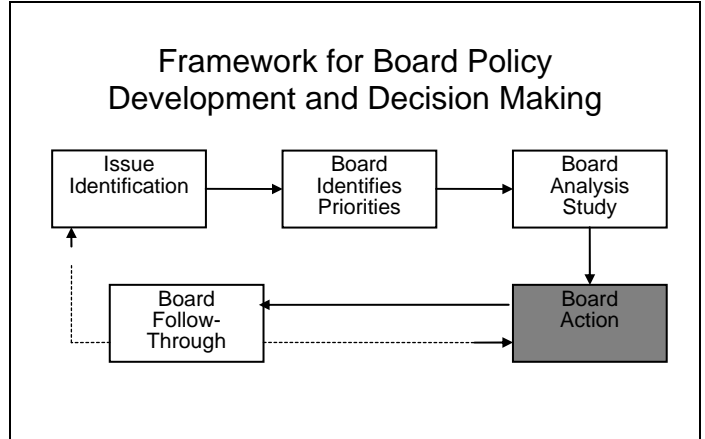 Framework for Board Policy
Development and Decision Making
Issue
Identification
Board
Identifies
Priorities
Board
Analysis
Study
Board
Follow-
Through
Board
Action